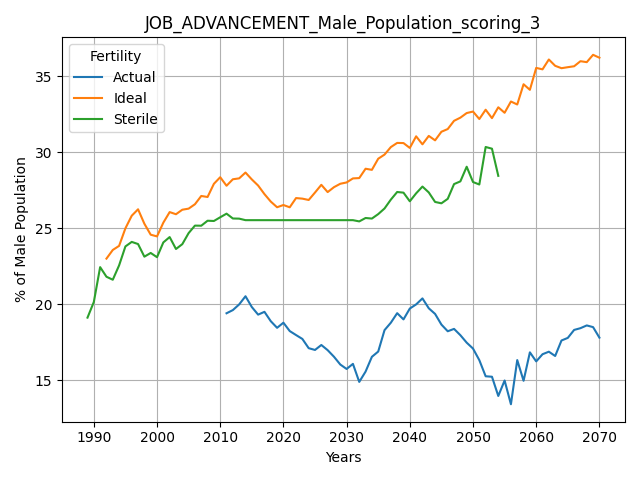 JOB_ADVANCEMENT_Male_Population_scoring_3
Fertility
Actual
Ideal
Sterile
% of Male Population
35
30
25
20
15
1990 2000 2010 2020 2030 2040 2050 2060 2070
Years